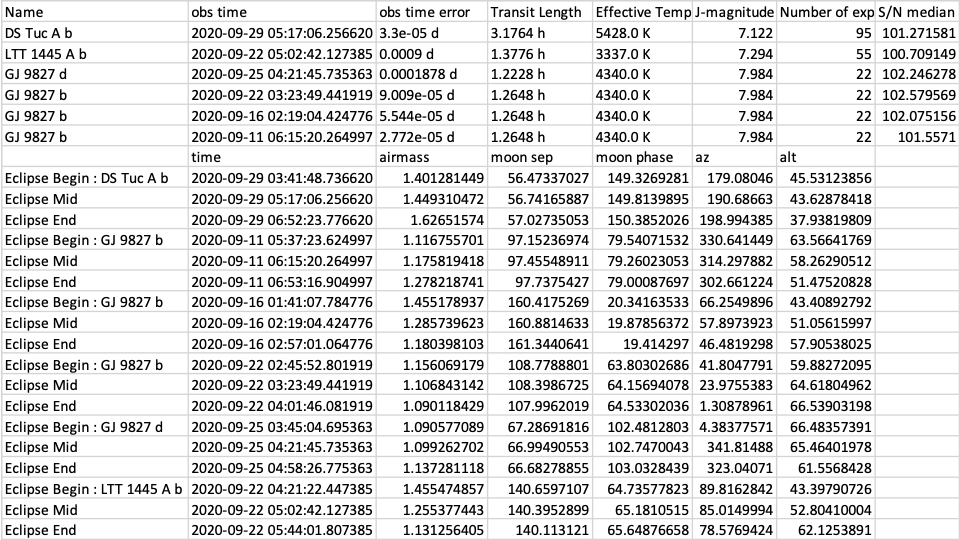 Name obs time obs time error Transit Length Effective Temp J-magnitude Number of exp S/N median
DS Tuc A b 2020-09-29 05:17:06.256620 3.3e-05 d 3.1764 h 5428.0 K 7.122 95 101.271581
LTT 1445 A b 2020-09-22 05:02:42.127385 0.0009 d 1.3776 h 3337.0 K 7.294 55 100.709149
GJ 9827 d 2020-09-25 04:21:45.735363 0.0001878 d 1.2228 h 4340.0 K 7.984 22 102.246278
GJ 9827 b 2020-09-22 03:23:49.441919 9.009e-05 d 1.2648 h 4340.0 K 7.984 22 102.579569
GJ 9827 b 2020-09-16 02:19:04.424776 5.544e-05 d 1.2648 h 4340.0 K 7.984 22 102.075156
GJ 9827 b 2020-09-11 06:15:20.264997 2.772e-05 d 1.2648 h 4340.0 K 7.984 22 101.5571
time airmass moon sep moon phase az alt
Eclipse Begin : DS Tuc A b 2020-09-29 03:41:48.736620 1.401281449 56.47337027 149.3269281 179.08046 45.53123856
Eclipse Mid 2020-09-29 05:17:06.256620 1.449310472 56.74165887 149.8139895 190.68663 43.62878418
Eclipse End 2020-09-29 06:52:23.776620 1.62651574 57.02735053 150.3852026 198.994385 37.93819809
Eclipse Begin : GJ 9827 b 2020-09-11 05:37:23.624997 1.116755701 97.15236974 79.54071532 330.641449 63.56641769
Eclipse Mid 2020-09-11 06:15:20.264997 1.175819418 97.45548911 79.26023053 314.297882 58.26290512
Eclipse End 2020-09-11 06:53:16.904997 1.278218741 97.7375427 79.00087697 302.661224 51.47520828
Eclipse Begin : GJ 9827 b 2020-09-16 01:41:07.784776 1.455178937 160.4175269 20.34163533 66.2549896 43.40892792
Eclipse Mid 2020-09-16 02:19:04.424776 1.285739623 160.8814633 19.87856372 57.8973923 51.05615997
Eclipse End 2020-09-16 02:57:01.064776 1.180398103 161.3440641 19.414297 46.4819298 57.90538025
Eclipse Begin : GJ 9827 b 2020-09-22 02:45:52.801919 1.156069179 108.7788801 63.80302686 41.8047791 59.88272095
Eclipse Mid 2020-09-22 03:23:49.441919 1.106843142 108.3986725 64.15694078 23.9755383 64.61804962
Eclipse End 2020-09-22 04:01:46.081919 1.090118429 107.9962019 64.53302036 1.30878961 66.53903198
Eclipse Begin : GJ 9827 d 2020-09-25 03:45:04.695363 1.090577089 67.28691816 102.4812803 4.38377571 66.48357391
Eclipse Mid 2020-09-25 04:21:45.735363 1.099262702 66.99490553 102.7470043 341.81488 65.46401978
Eclipse End 2020-09-25 04:58:26.775363 1.137281118 66.68278855 103.0328439 323.04071 61.5568428
Eclipse Begin : LTT 1445 A b 2020-09-22 04:21:22.447385 1.455474857 140.6597107 64.73577823 89.8162842 43.39790726
Eclipse Mid 2020-09-22 05:02:42.127385 1.255377443 140.3952899 65.1810515 85.0149994 52.80410004
Eclipse End 2020-09-22 05:44:01.807385 1.131256405 140.113121 65.64876658 78.5769424 62.1253891